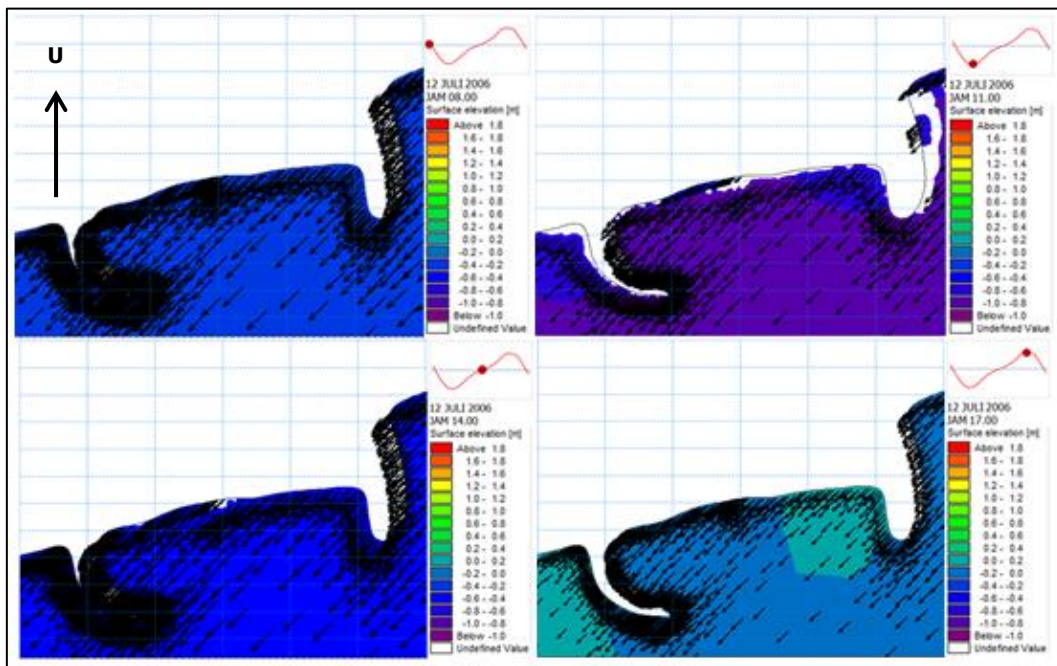 U
12 JULI 2006
JAM 08.00
Surface elevation [m]
Above 1.8
1.6 - 1.8
1.4 - 1.6
1.2 - 1.4
1.0 - 1.2
0.8 - 1.0
0.6 - 0.8
0.4 - 0.6
0.2 - 0.4
0.0 - 0.2
-0.2 - 0.0
-0.4 - -0.2
-0.6 - -0.4
-0.8 - -0.6
-1.0 - -0.8
Below -1.0
Undefined Value
12 JULI 2006
JAM 11.00
Surface elevation [m]
Above 1.8
1.6 - 1.8
1.4 - 1.6
1.2 - 1.4
1.0 - 1.2
0.8 - 1.0
0.6 - 0.8
0.4 - 0.6
0.2 - 0.4
0.0 - 0.2
-0.2 - 0.0
-0.4 - -0.2
-0.6 - -0.4
-0.8 - -0.6
-1.0 - -0.8
Below -1.0
Undefined Value
12 JULI 2006
JAM 14.00
Surface elevation [m]
Above 1.8
1.6 - 1.8
1.4 - 1.6
1.2 - 1.4
1.0 - 1.2
0.8 - 1.0
0.6 - 0.8
0.4 - 0.6
0.2 - 0.4
0.0 - 0.2
-0.2 - 0.0
-0.4 - -0.2
-0.6 - -0.4
-0.8 - -0.6
-1.0 - -0.8
Below -1.0
Undefined Value
12 JULI 2006
JAM 17.00
Surface elevation [m]
Above 1.8
1.6 - 1.8
1.4 - 1.6
1.2 - 1.4
1.0 - 1.2
0.8 - 1.0
0.6 - 0.8
0.4 - 0.6
0.2 - 0.4
0.0 - 0.2
-0.2 - 0.0
-0.4 - -0.2
-0.6 - -0.4
-0.8 - -0.6
-1.0 - -0.8
Below -1.0
Undefined Value